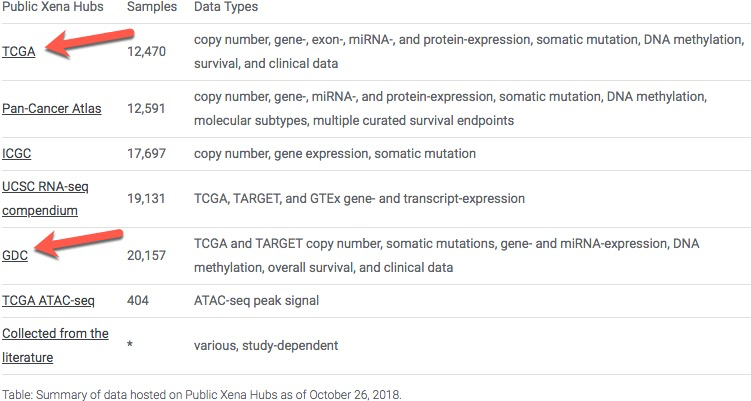 Public Xena Hubs Samples Data Types
TCGA 12,470 copy number, gene-, exon-, miRNA-, and protein-expression, somatic mutation, DNA methylation,
survival, and clinical data
Pan-Cancer Atlas 12,591 copy number, gene-, miRNA-, and protein-expression, somatic mutation, DNA methylation,
molecular subtypes, multiple curated survival endpoints
ICGC 17,697 copy number, gene expression, somatic mutation
UCSC RNA-seq
compendium 19,131 TCGA, TARGET, and GTEx gene- and transcript-expression
GDC 20,157 TCGA and TARGET copy number, somatic mutations, gene- and miRNA-expression, DNA
methylation, overall survival, and clinical data
TCGA ATAC-seq 404 ATAC-seq peak signal
Collected from the
literature * various, study-dependent
Table: Summary of data hosted on Public Xena Hubs as of October 26, 2018.